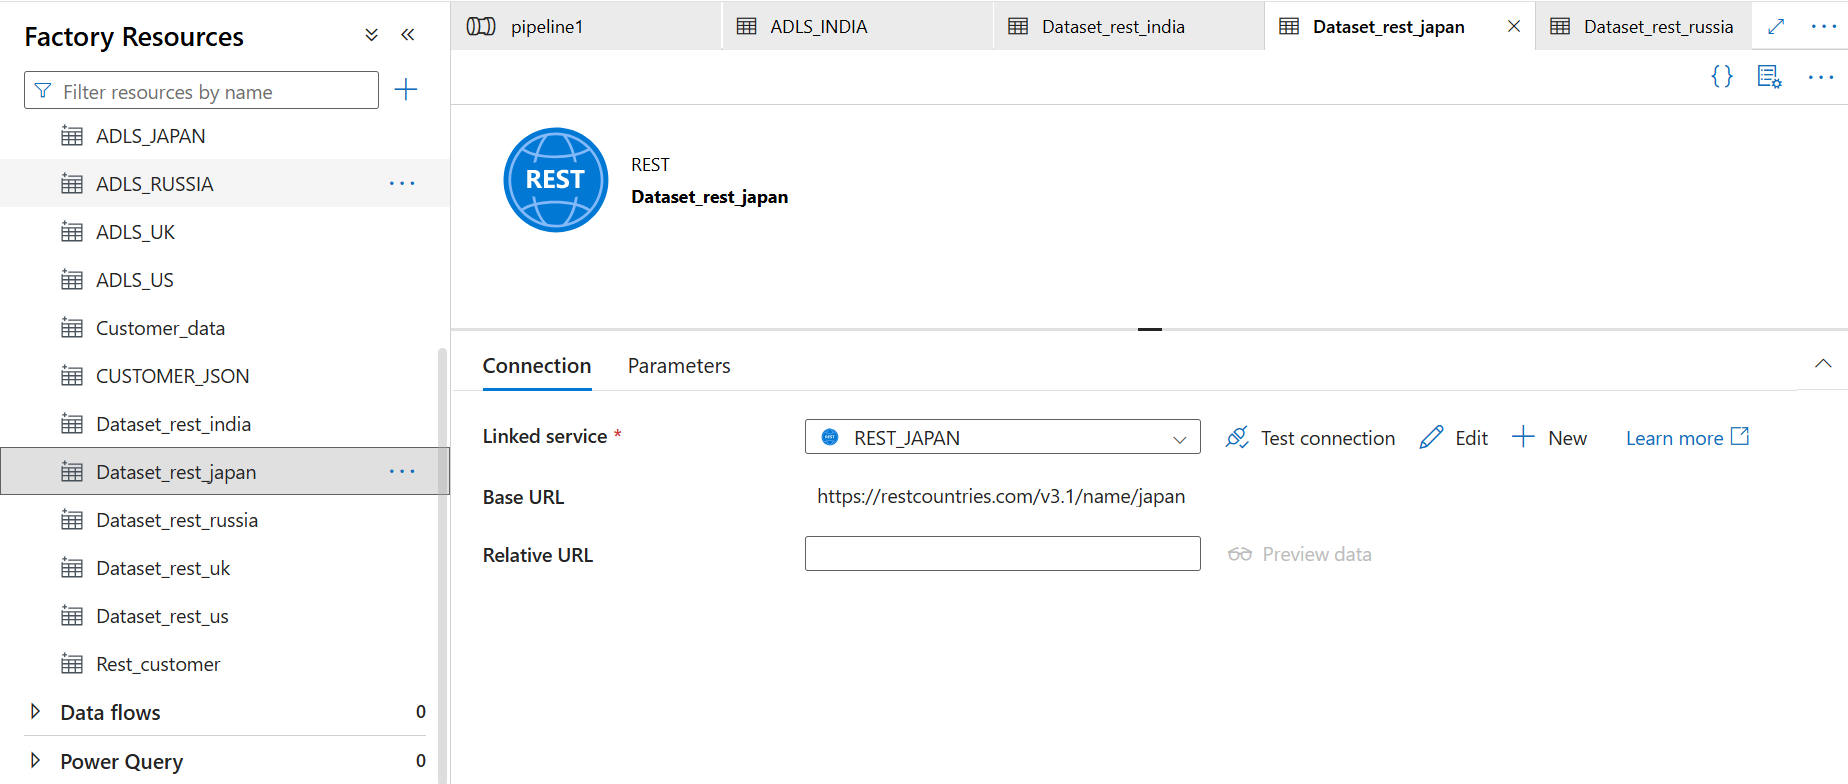 Factory Resources
Filter resources by name
ADLS_JAPAN
ADLS_RUSSIA
ADLS_UK
ADLS_US
Customer_data
CUSTOMER_JSON
Dataset_rest_india
Dataset_rest_japan
Dataset_rest_russia
Dataset_rest_uk
Dataset_rest_us
Rest_customer
Data flows 0
Power Query 0
pipeline1 ADLS_INDIA Dataset_rest_india Dataset_rest_japan Dataset_rest_russia
REST
REST
Dataset_rest_japan
Connection Parameters
Linked service * REST REST_JAPAN Test connection Edit New Learn more
Base URL https://restcountries.com/v3.1/name/japan
Relative URL Preview data